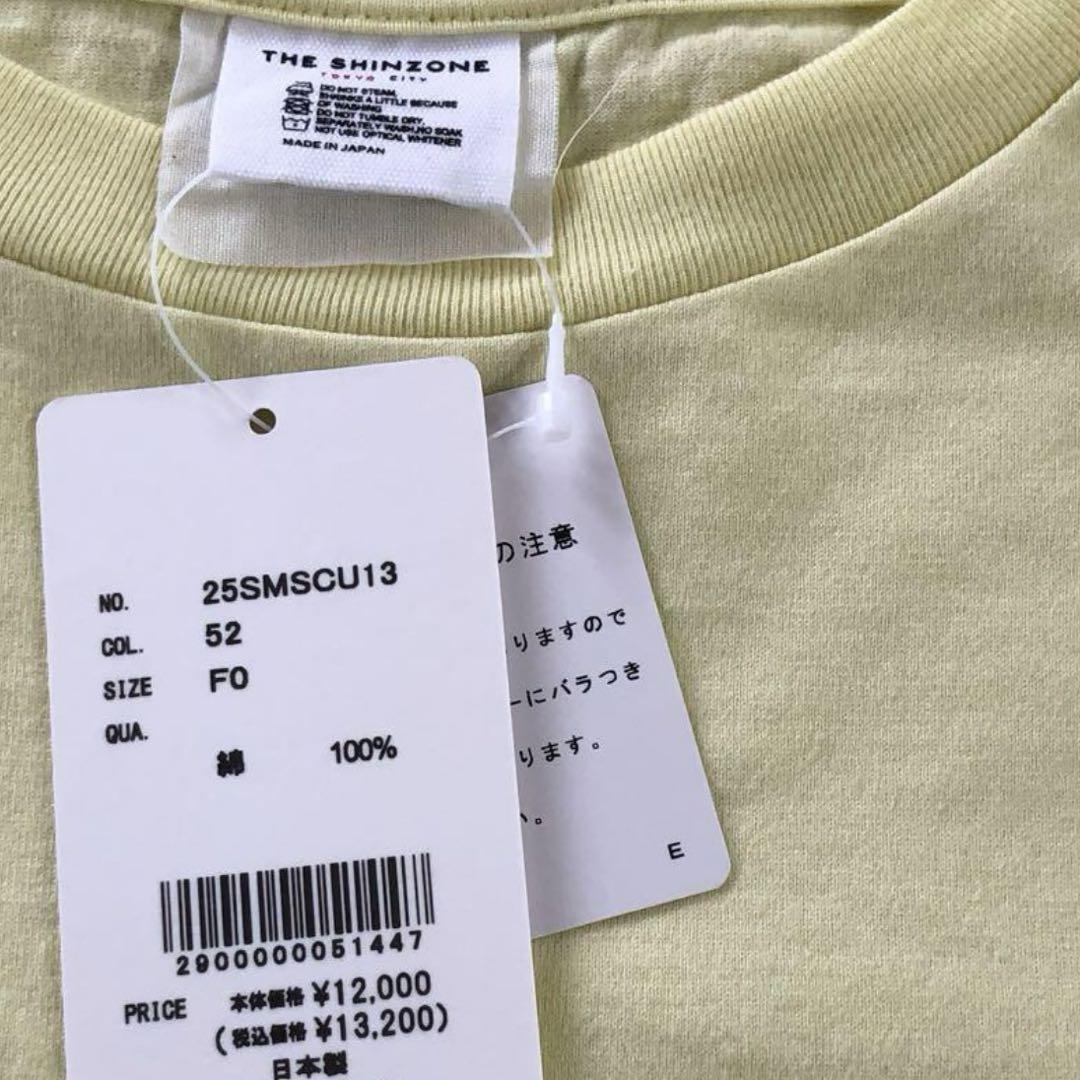 THE SHINZONE
TOKYO CITY
DO NOT STEAM,
SHRINKS A LITTLE BECAUSE
OF WASHING
DO NOT TUMBLE DRY,
SEPARATELY WASH,NO SOAK
NOT USE OPTICAL WHITENER
MADE IN JAPAN
NO. 25SMSCU13
COL. 52
SIZE F0
QUA.
綿 100%
2900000051447
PRICE 本体価格 ¥12,000
(税込価格 ¥13,200)
日本製
の注意
りますので
ーにバラつき
ります。
い。
E